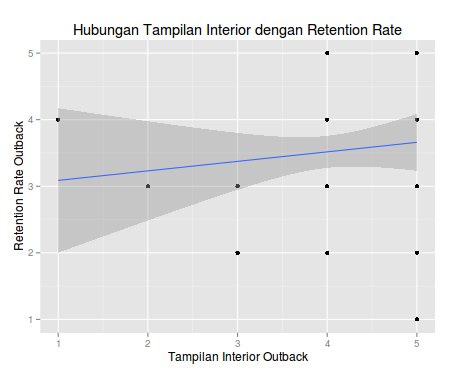 Hubungan Tampilan Interior dengan Retention Rate
Retention Rate Outback
5
4
3
2
1
1 2 3 4 5
Tampilan Interior Outback